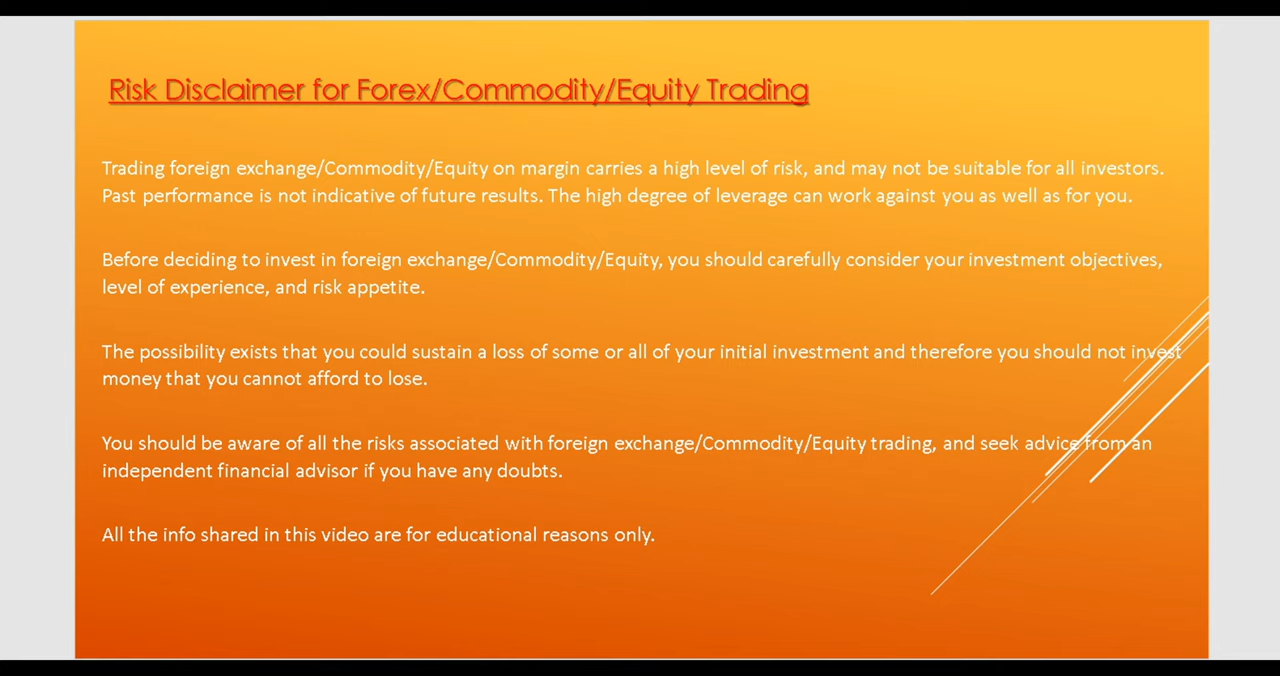 Risk Disclaimer for Forex/Commodity/Equity Trading
Trading foreign exchange/Commodity/Equity on margin carries a high level of risk, and may not be suitable for all investors.
Past performance is not indicative of future results. The high degree of leverage can work against you as well as for you.
Before deciding to invest in foreign exchange/Commodity/Equity, you should carefully consider your investment objectives,
level of experience, and risk appetite.
The possibility exists that you could sustain a loss of some or all of your initial investment and therefore you should not invest
money that you cannot afford to lose.
You should be aware of all the risks associated with foreign exchange/Commodity/Equity trading, and seek advice from an
independent financial advisor if you have any doubts.
All the info shared in this video are for educational reasons only.